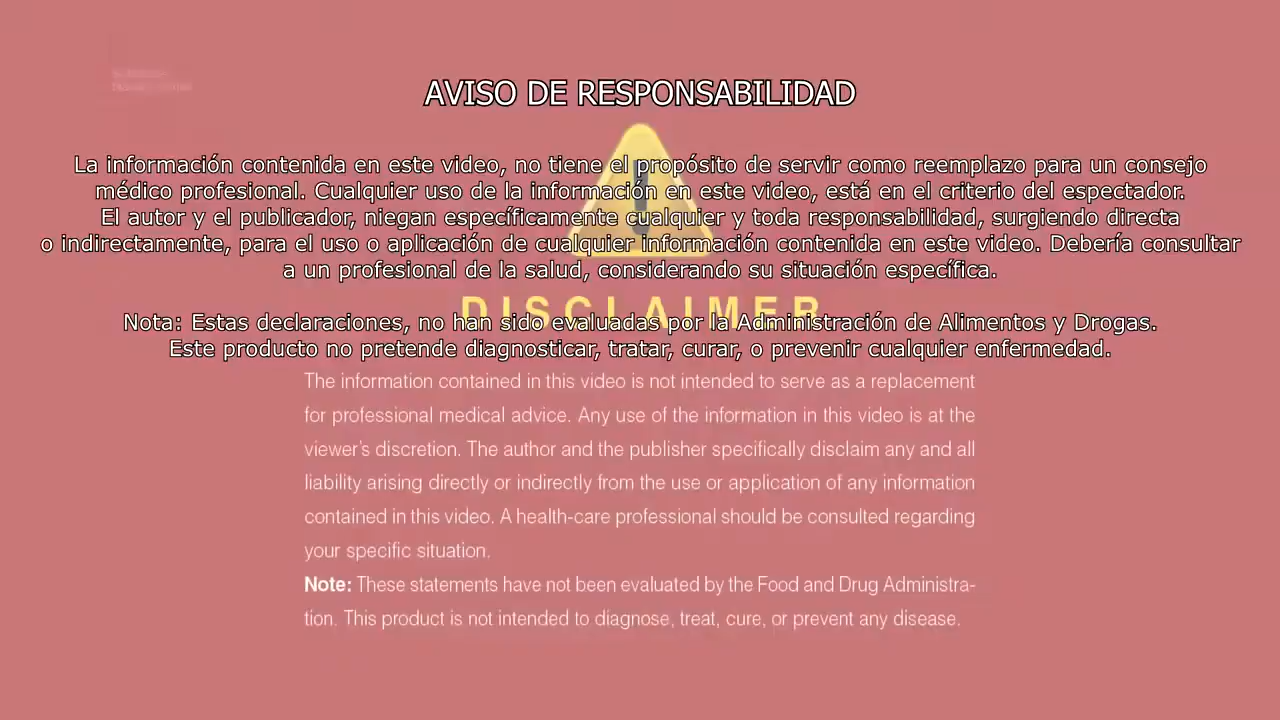 AVISO DE RESPONSABILIDAD
La información contenida en este video, no tiene el propósito de servir como reemplazo para un consejo
médico profesional. Cualquier uso de la información en este video, está en el criterio del espectador.
El autor y el publicador, niegan específicamente cualquier y toda responsabilidad, surgiendo directa
o indirectamente, para el uso o aplicación de cualquier información contenida en este video. Debería consultar
a un profesional de la salud, considerando su situación específica.
DISCLAIMER
Nota: Estas declaraciones, no han sido evaluadas por la Administración de Alimentos y Drogas.
Este producto no pretende diagnosticar, tratar, curar, o prevenir cualquier enfermedad.
The information contained in this video is not intended to serve as a replacement
for professional medical advice. Any use of the information in this video is at the
viewer's discretion. The author and the publisher specifically disclaim any and all
liability arising directly or indirectly from the use or application of any information
contained in this video. A health-care professional should be consulted regarding
your specific situation.
Note: These statements have not been evaluated by the Food and Drug Administra-
tion. This product is not intended to diagnose, treat, cure, or prevent any disease.